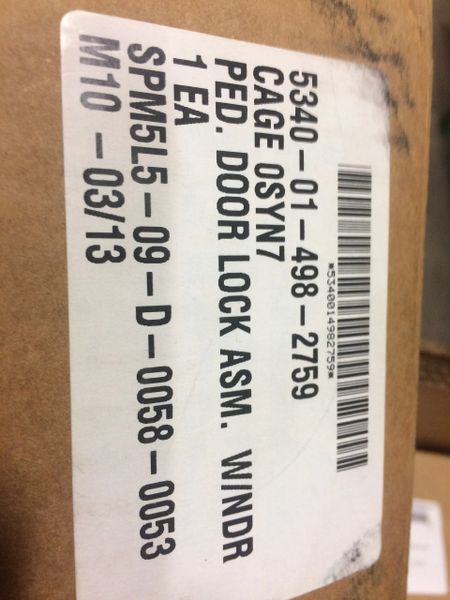 *5340014982759*
5340-01-498-2759
CAGE 0SYN7
PED. DOOR LOCK ASM. WINDR
1 EA
SPM5L5-09-D-0058-0053
M10-03/13